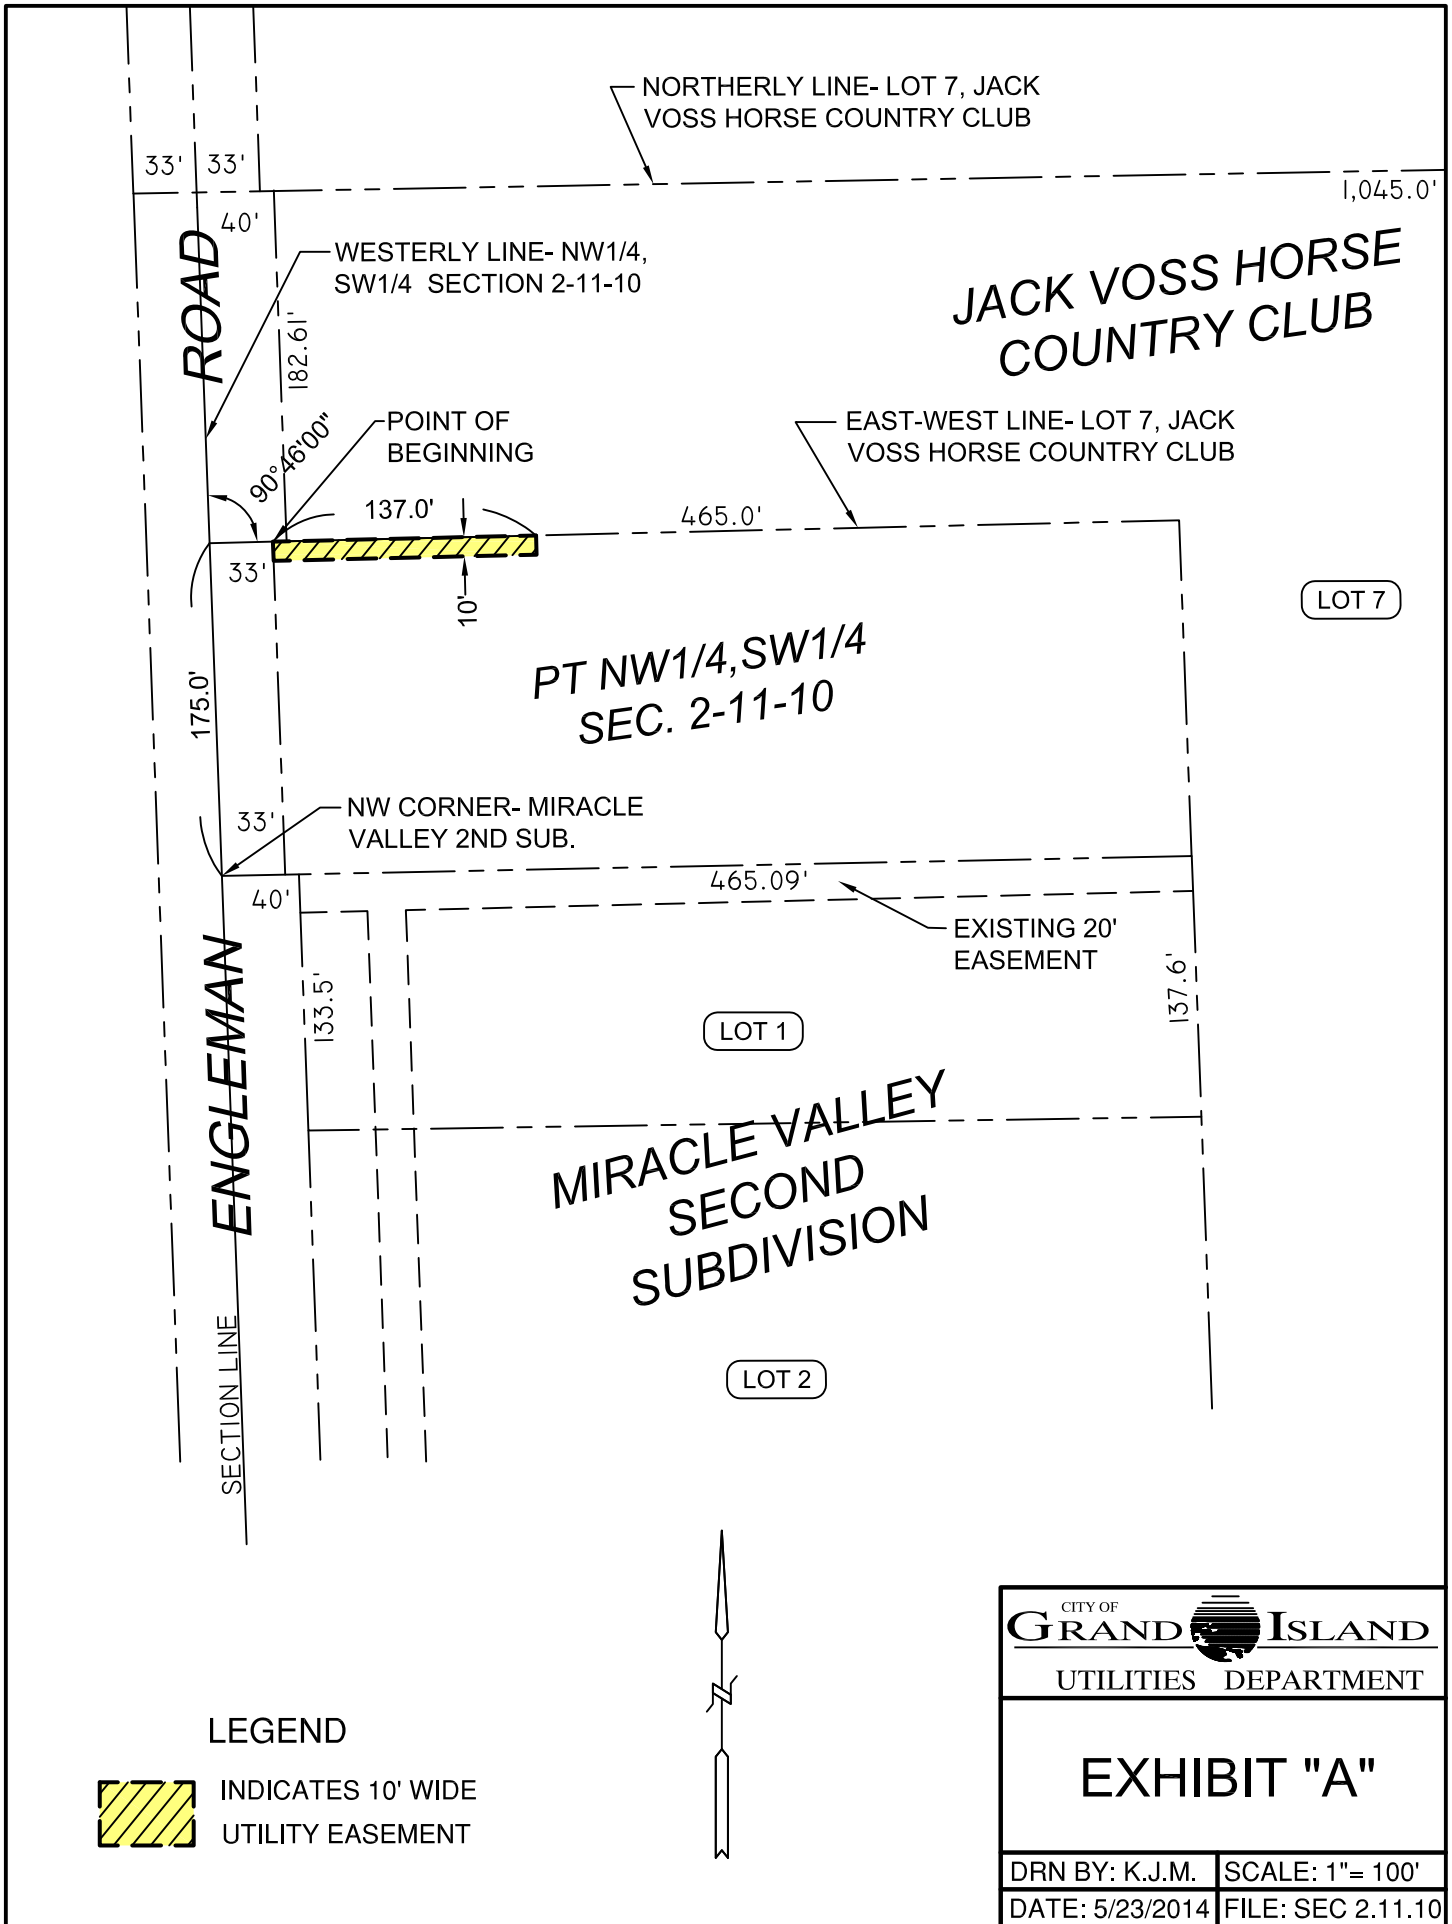 NORTHERLY LINE- LOT 7, JACK
VOSS HORSE COUNTRY CLUB
33'
33'
1,045.0'
40'
ROAD
WESTERLY LINE- NW1/4,
SW1/4 SECTION 2-11-10
JACK VOSS HORSE
COUNTRY CLUB
182.61'
90°46'00"
POINT OF
BEGINNING
EAST-WEST LINE- LOT 7, JACK
VOSS HORSE COUNTRY CLUB
137.0'
465.0'
33'
10'
LOT 7
PT NW1/4,SW1/4
SEC. 2-11-10
175.0'
33'
NW CORNER- MIRACLE
VALLEY 2ND SUB.
465.09'
40'
EXISTING 20'
EASEMENT
ENGLEMAN
133.5'
137.6'
LOT 1
MIRACLE VALLEY
SECOND
SUBDIVISION
SECTION LINE
LOT 2
N
CITY OF
GRAND ISLAND
UTILITIES DEPARTMENT
LEGEND
INDICATES 10' WIDE
UTILITY EASEMENT
EXHIBIT "A"
DRN BY: K.J.M.
SCALE: 1"= 100'
DATE: 5/23/2014
FILE: SEC 2.11.10